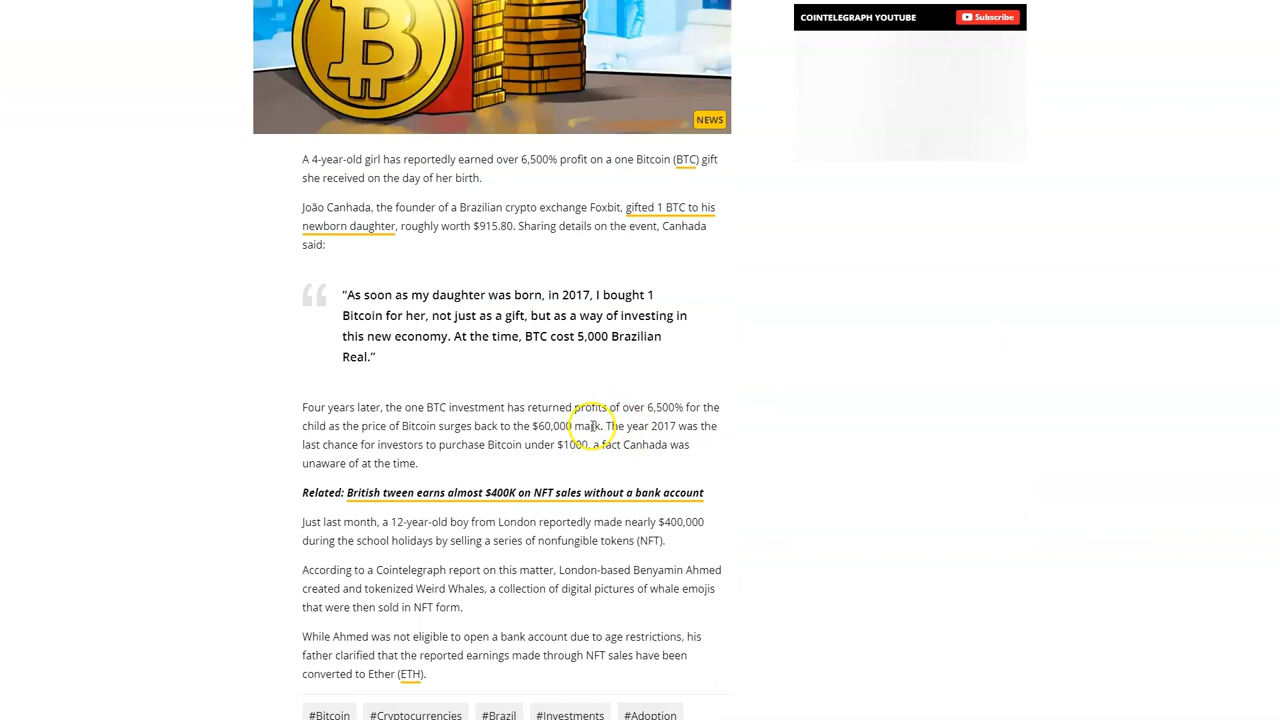 COINTELEGRAPH YOUTUBE
Subscribe
NEWS
A 4-year-old girl has reportedly earned over 6,500% profit on a one Bitcoin (BTC) gift
she received on the day of her birth.
João Canhada, the founder of a Brazilian crypto exchange Foxbit, gifted 1 BTC to his
newborn daughter, roughly worth $915.80. Sharing details on the event, Canhada
said:
“As soon as my daughter was born, in 2017, I bought 1
Bitcoin for her, not just as a gift, but as a way of investing in
this new economy. At the time, BTC cost 5,000 Brazilian
Real.”
Four years later, the one BTC investment has returned profits of over 6,500% for the
child as the price of Bitcoin surges back to the $60,000 mark. The year 2017 was the
last chance for investors to purchase Bitcoin under $1000, a fact Canhada was
unaware of at the time.
Related: British tween earns almost $400K on NFT sales without a bank account
Just last month, a 12-year-old boy from London reportedly made nearly $400,000
during the school holidays by selling a series of nonfungible tokens (NFT).
According to a Cointelegraph report on this matter, London-based Benyamin Ahmed
created and tokenized Weird Whales, a collection of digital pictures of whale emojis
that were then sold in NFT form.
While Ahmed was not eligible to open a bank account due to age restrictions, his
father clarified that the reported earnings made through NFT sales have been
converted to Ether (ETH).
#Bitcoin #Cryptocurrencies #Brazil #Investments #Adoption